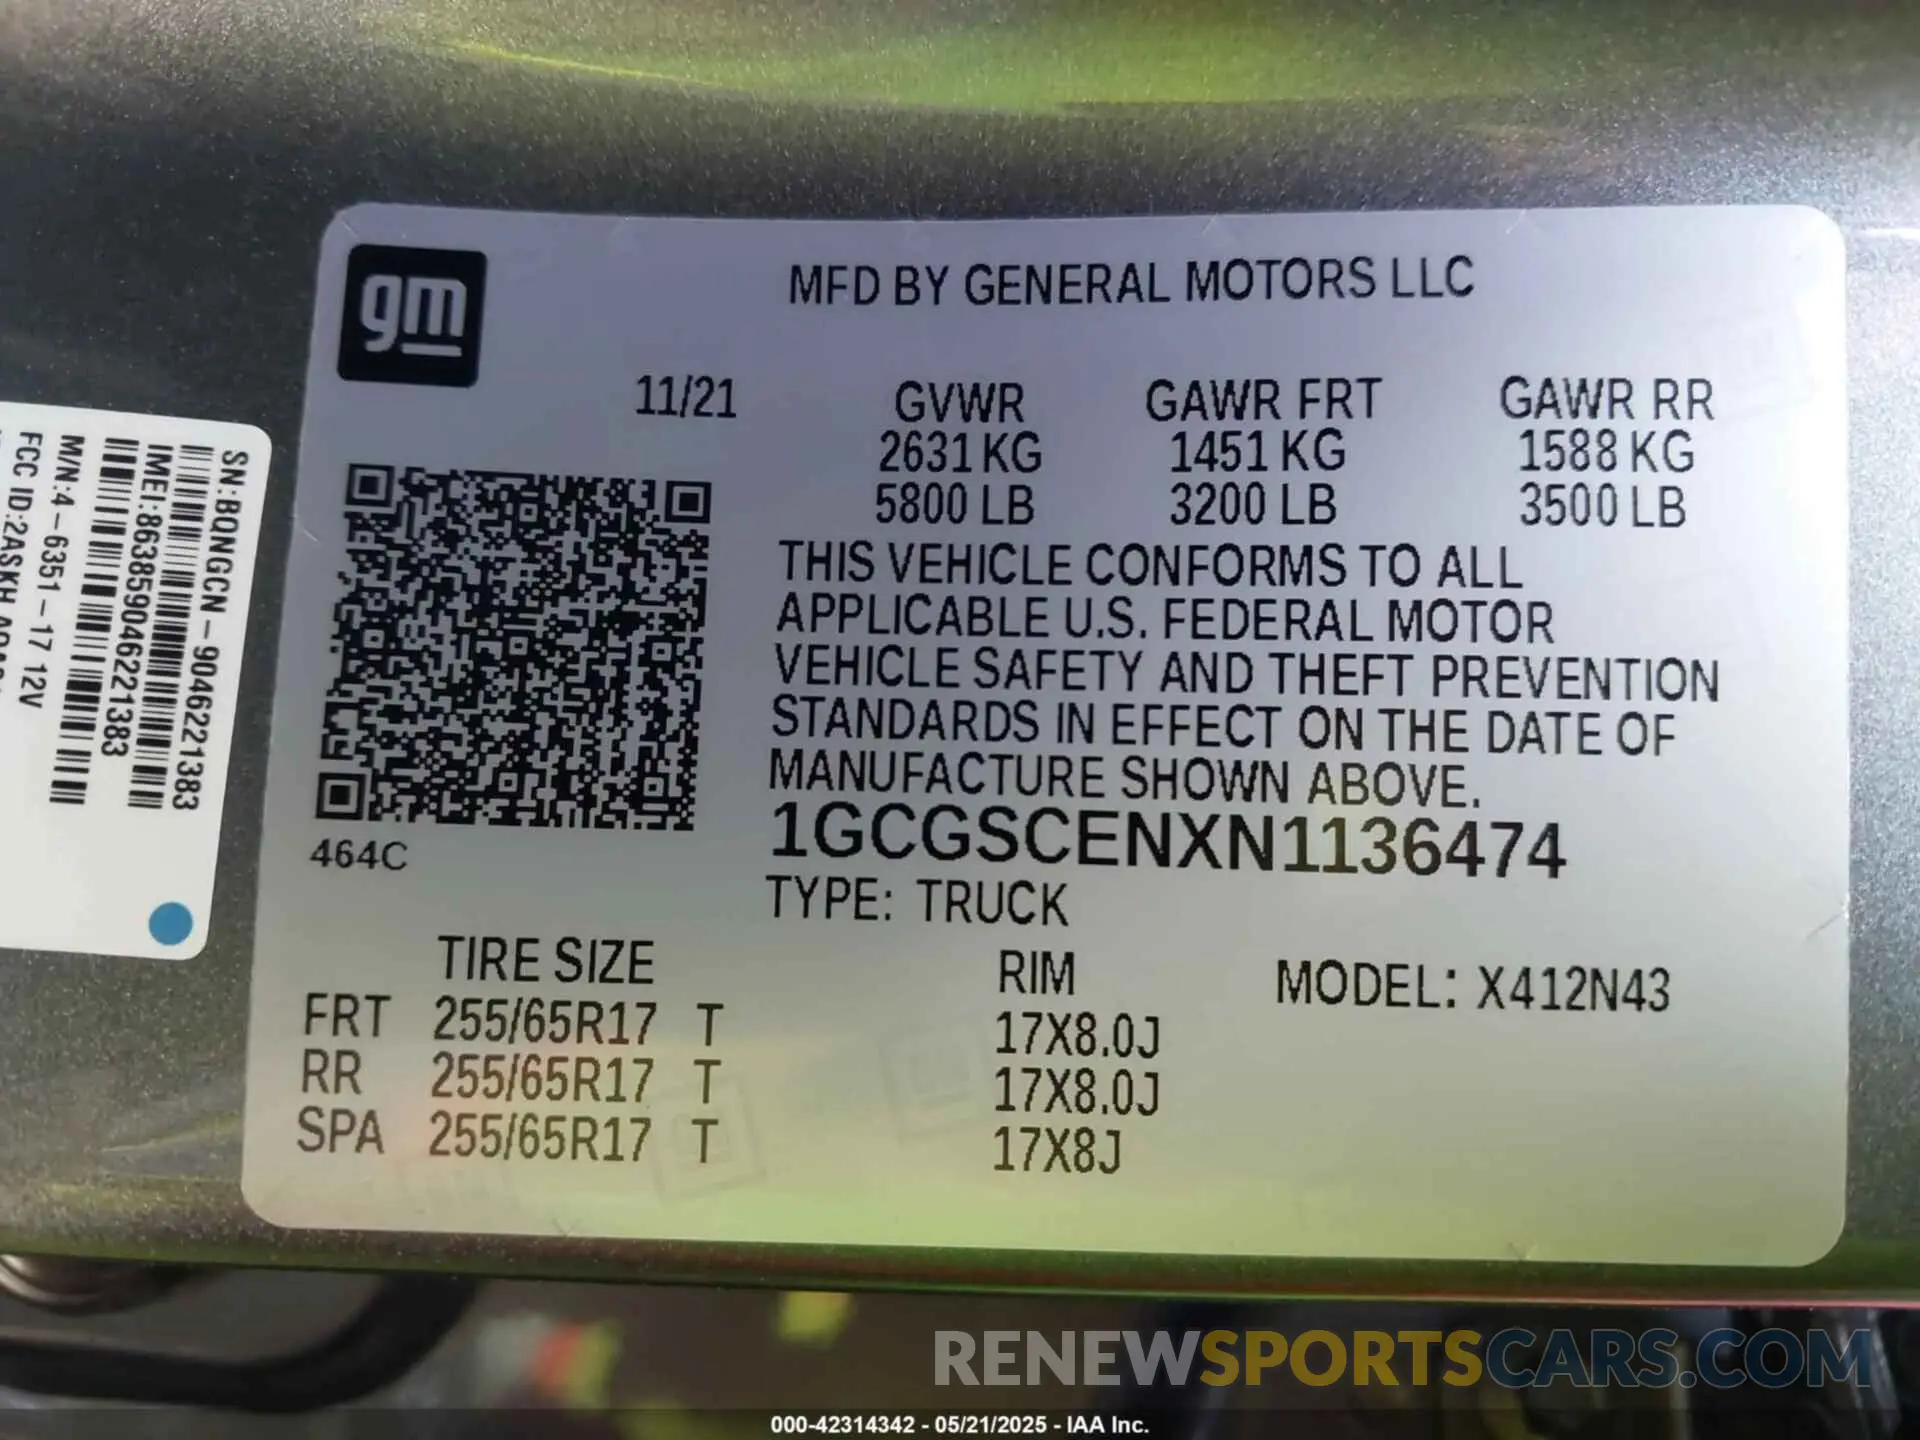 gm
MFD BY GENERAL MOTORS LLC
11/21
GVWR GAWR FRT GAWR RR
2631 KG 1451 KG 1588 KG
5800 LB 3200 LB 3500 LB
THIS VEHICLE CONFORMS TO ALL
APPLICABLE U.S. FEDERAL MOTOR
VEHICLE SAFETY AND THEFT PREVENTION
STANDARDS IN EFFECT ON THE DATE OF
MANUFACTURE SHOWN ABOVE.
1GCGSCENXN1136474
464C
TYPE: TRUCK
TIRE SIZE RIM MODEL: X412N43
FRT 255/65R17 T 17X8.0J
RR 255/65R17 T 17X8.0J
SPA 255/65R17 T 17X8J
SN:BQNGCN-9046221383
IMEI:863859046221383
M/N:4-6351-17 12V
FCC ID:2ASKH
RENEWSPORTSCARS.COM
000-42314342 - 05/21/2025 - IAA Inc.